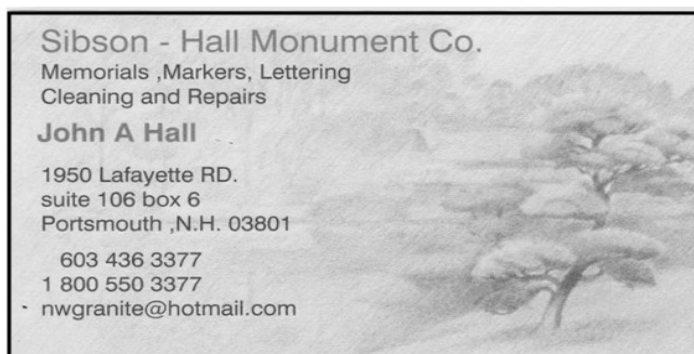 Sibson - Hall Monument Co.
Memorials ,Markers, Lettering
Cleaning and Repairs
John A Hall
1950 Lafayette RD.
suite 106 box 6
Portsmouth ,N.H. 03801
603 436 3377
1 800 550 3377
nwgranite@hotmail.com